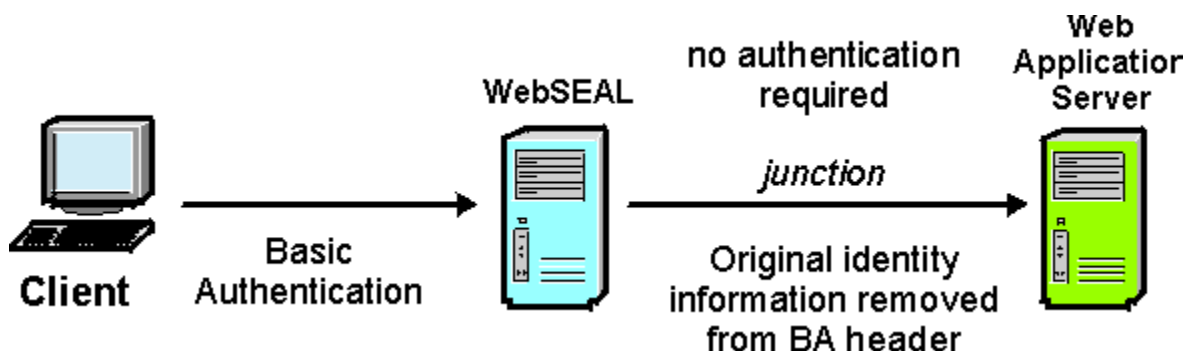 Client
Basic
Authentication
WebSEAL
no authentication
required
junction
Original identity
information removed
from BA header
Web
Application
Server